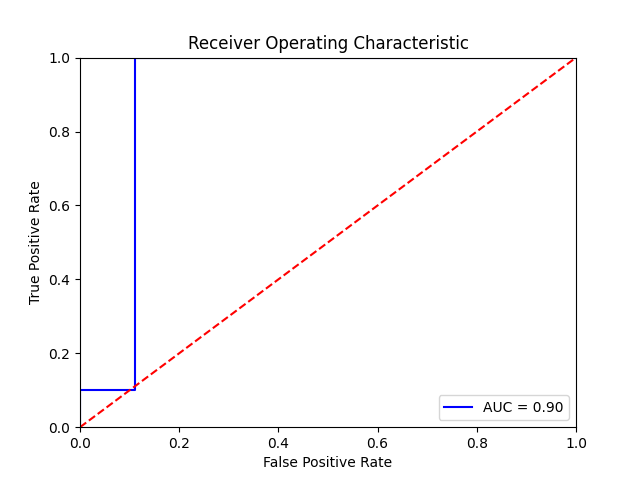 Receiver Operating Characteristic
1.0
0.8
0.6
0.4
0.2
0.0
True Positive Rate
AUC = 0.90
0.0 0.2 0.4 0.6 0.8 1.0
False Positive Rate